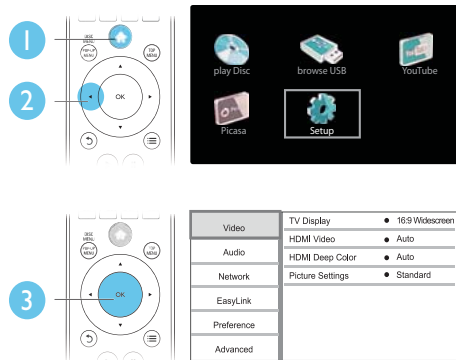 1
DISC
MENU
POP-UP
MENU
TOP
MENU
2
OK
play Disc
browse USB
YouTube
Picasa
Setup
DISC
MENU
POP-UP
MENU
TOP
MENU
3
OK
Video
Audio
Network
EasyLink
Preference
Advanced
TV Display ● 16:9 Widescreen
HDMI Video ● Auto
HDMI Deep Color ● Auto
Picture Settings ● Standard